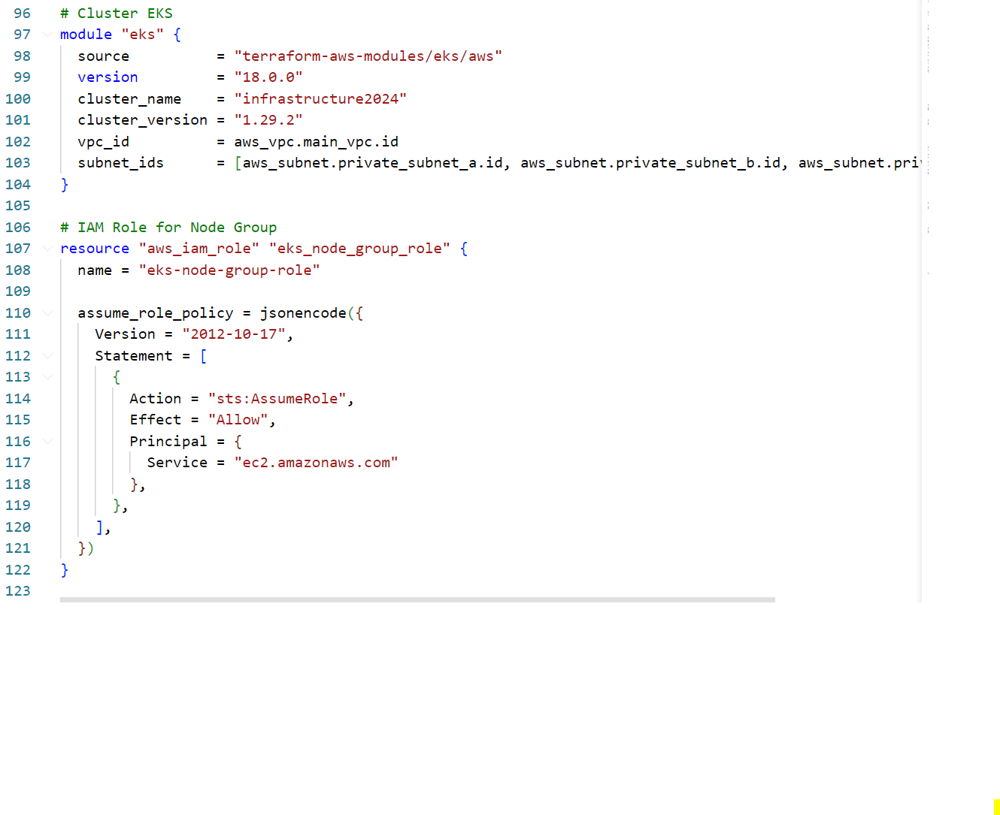 96 # Cluster EKS
97 module "eks" {
98   source          = "terraform-aws-modules/eks/aws"
99   version         = "18.0.0"
100   cluster_name    = "infrastructure2024"
101   cluster_version = "1.29.2"
102   vpc_id          = aws_vpc.main_vpc.id
103   subnet_ids      = [aws_subnet.private_subnet_a.id, aws_subnet.private_subnet_b.id, aws_subnet.pri
104 }
105
106 # IAM Role for Node Group
107 resource "aws_iam_role" "eks_node_group_role" {
108   name = "eks-node-group-role"
109
110   assume_role_policy = jsonencode({
111     Version = "2012-10-17",
112     Statement = [
113       {
114         Action = "sts:AssumeRole",
115         Effect = "Allow",
116         Principal = {
117           Service = "ec2.amazonaws.com"
118         },
119       },
120     ],
121   })
122 }
123